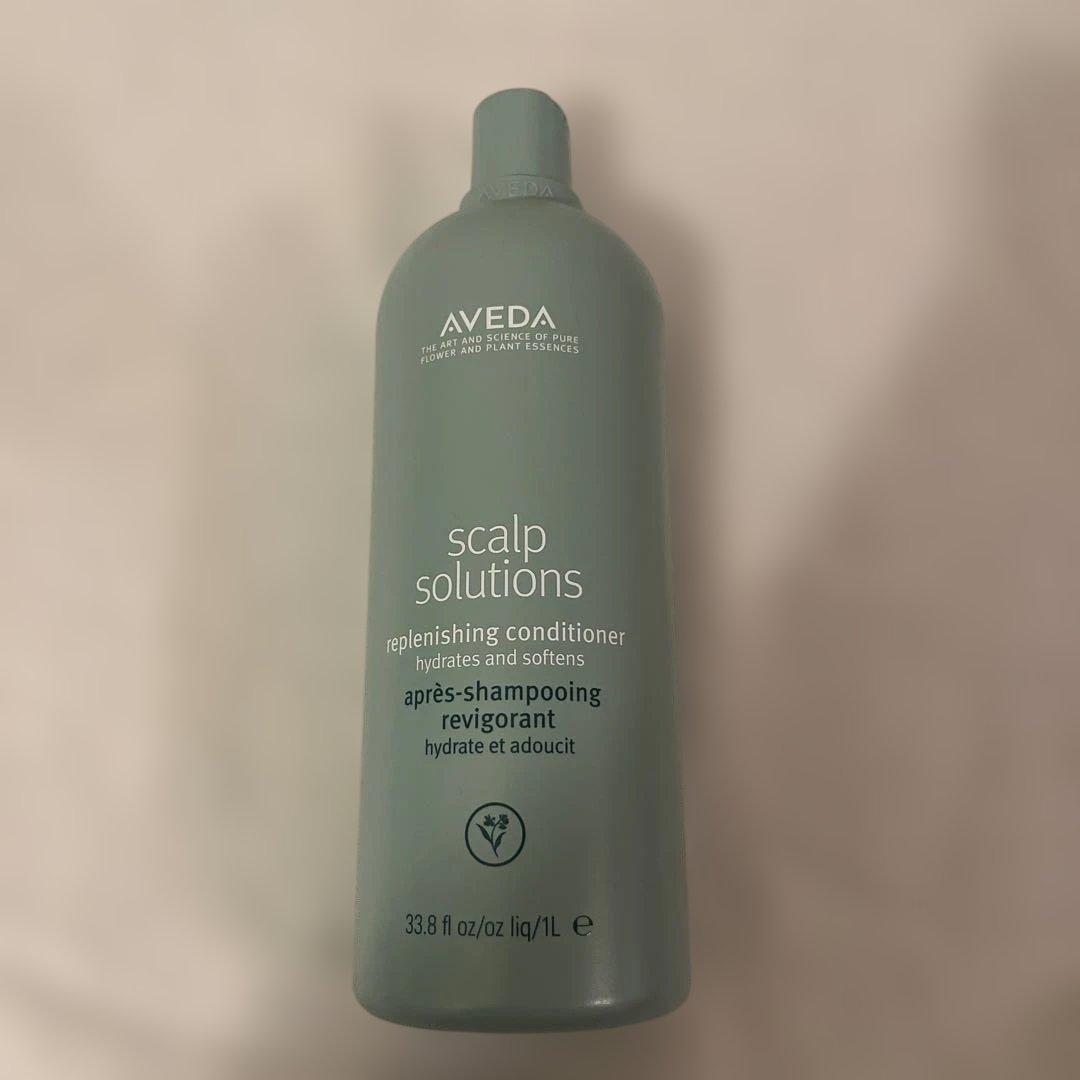 AVEDA
AVEDA
THE ART AND SCIENCE OF PURE
FLOWER AND PLANT ESSENCES
scalp
solutions
replenishing conditioner
hydrates and softens
après-shampooing
revigorant
hydrate et adoucit
33.8 fl oz/oz liq/1L ℮